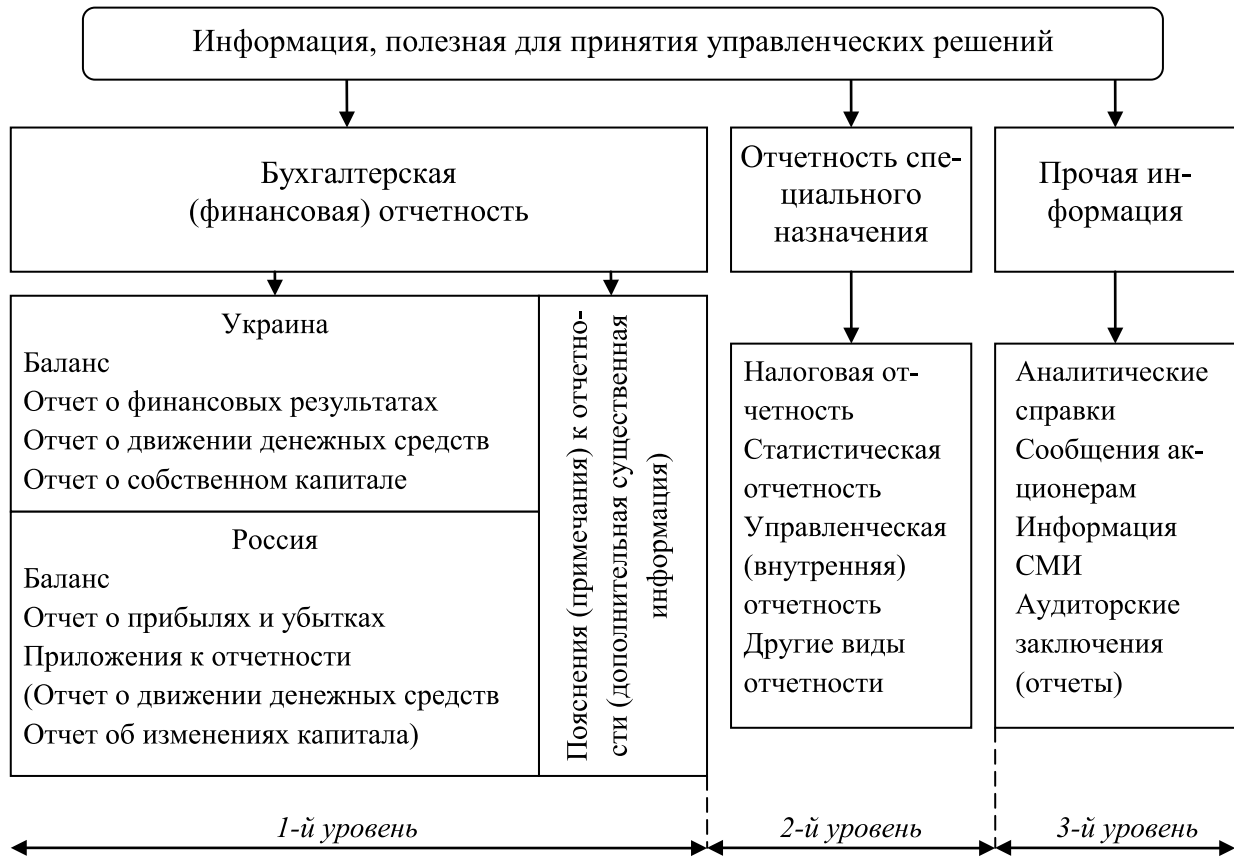 Информация, полезная для принятия управленческих решений
Бухгалтерская
(финансовая) отчетность
Отчетность спе-
циального
назначения
Прочая ин-
формация
Украина
Баланс
Отчет о финансовых результатах
Отчет о движении денежных средств
Отчет о собственном капитале
Россия
Баланс
Отчет о прибылях и убытках
Приложения к отчетности
(Отчет о движении денежных средств
Отчет об изменениях капитала)
Пояснения (примечания) к отчетно-
сти (дополнительная существенная
информация)
Налоговая от-
четность
Статистическая
отчетность
Управленческая
(внутренняя)
отчетность
Другие виды
отчетности
Аналитические
справки
Сообщения ак-
ционерам
Информация
СМИ
Аудиторские
заключения
(отчеты)
1-й уровень
2-й уровень
3-й уровень